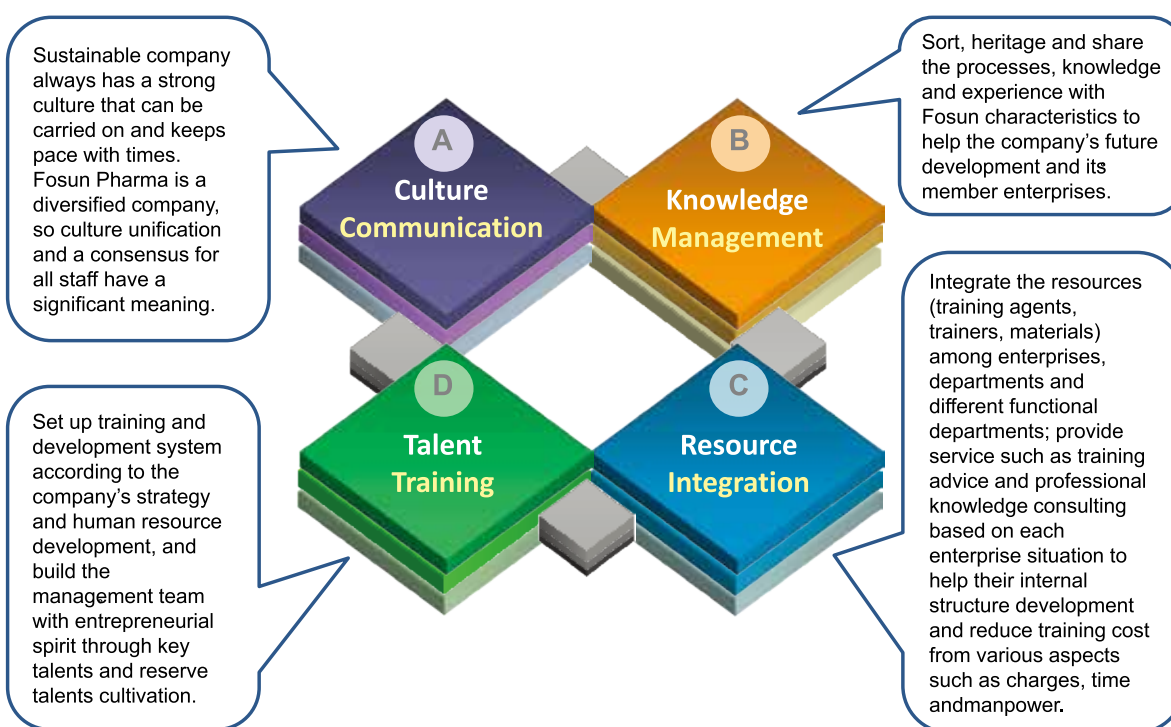 Sustainable company
always has a strong
culture that can be
carried on and keeps
pace with times.
Fosun Pharma is a
diversified company,
so culture unification
and a consensus for
all staff have a
significant meaning.
A
Culture
Communication
B
Knowledge
Management
Sort, heritage and share
the processes, knowledge
and experience with
Fosun characteristics to
help the company's future
development and its
member enterprises.
Set up training and
development system
according to the
company's strategy
and human resource
development, and
build the
management team
with entrepreneurial
spirit through key
talents and reserve
talents cultivation.
D
Talent
Training
C
Resource
Integration
Integrate the resources
(training agents,
trainers, materials)
among enterprises,
departments and
different functional
departments; provide
service such as training
advice and professional
knowledge consulting
based on each
enterprise situation to
help their internal
structure development
and reduce training cost
from various aspects
such as charges, time
andmanpower.